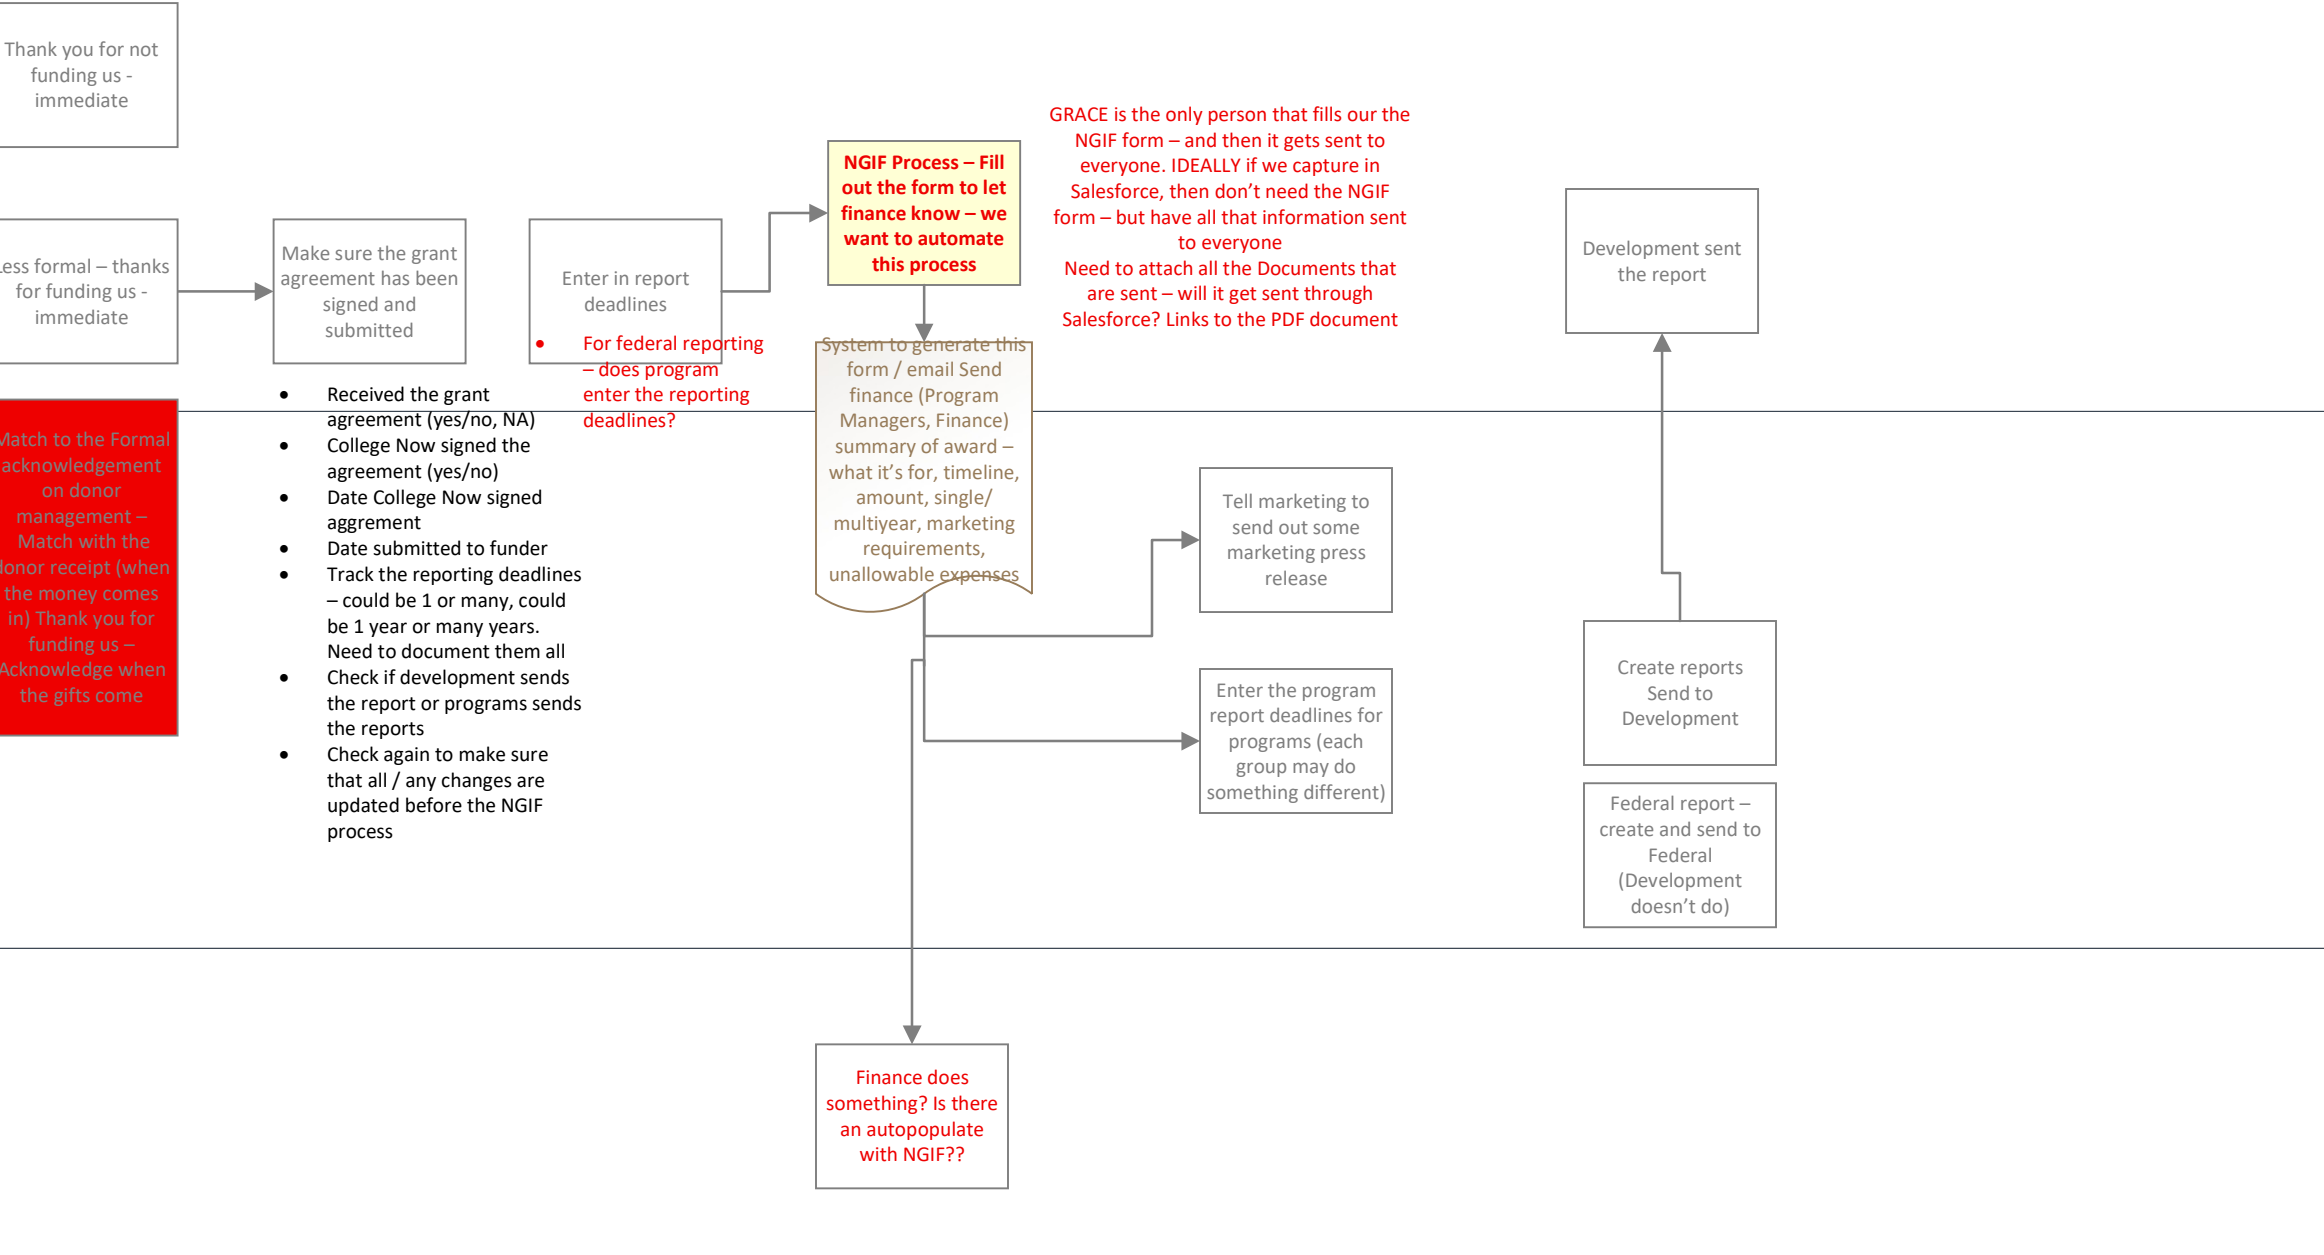 Thank you for not
funding us -
immediate
Less formal – thanks
for funding us -
immediate
Make sure the grant
agreement has been
signed and
submitted
Enter in report
deadlines
• For federal reporting
– does program
enter the reporting
deadlines?
NGIF Process – Fill
out the form to let
finance know – we
want to automate
this process
GRACE is the only person that fills our the
NGIF form – and then it gets sent to
everyone. IDEALLY if we capture in
Salesforce, then don’t need the NGIF
form – but have all that information sent
to everyone
Need to attach all the Documents that
are sent – will it get sent through
Salesforce? Links to the PDF document
Development sent
the report
Match to the Formal
acknowledgement
on donor
management –
Match with the
donor receipt (when
the money comes
in) Thank you for
funding us –
Acknowledge when
the gifts come
• Received the grant
agreement (yes/no, NA)
• College Now signed the
agreement (yes/no)
• Date College Now signed
aggrement
• Date submitted to funder
• Track the reporting deadlines
– could be 1 or many, could
be 1 year or many years.
Need to document them all
• Check if development sends
the report or programs sends
the reports
• Check again to make sure
that all / any changes are
updated before the NGIF
process
System to generate this
form / email Send
finance (Program
Managers, Finance)
summary of award –
what it’s for, timeline,
amount, single/
multiyear, marketing
requirements,
unallowable expenses
Tell marketing to
send out some
marketing press
release
Enter the program
report deadlines for
programs (each
group may do
something different)
Create reports
Send to
Development
Federal report –
create and send to
Federal
(Development
doesn’t do)
Finance does
something? Is there
an autopopulate
with NGIF??